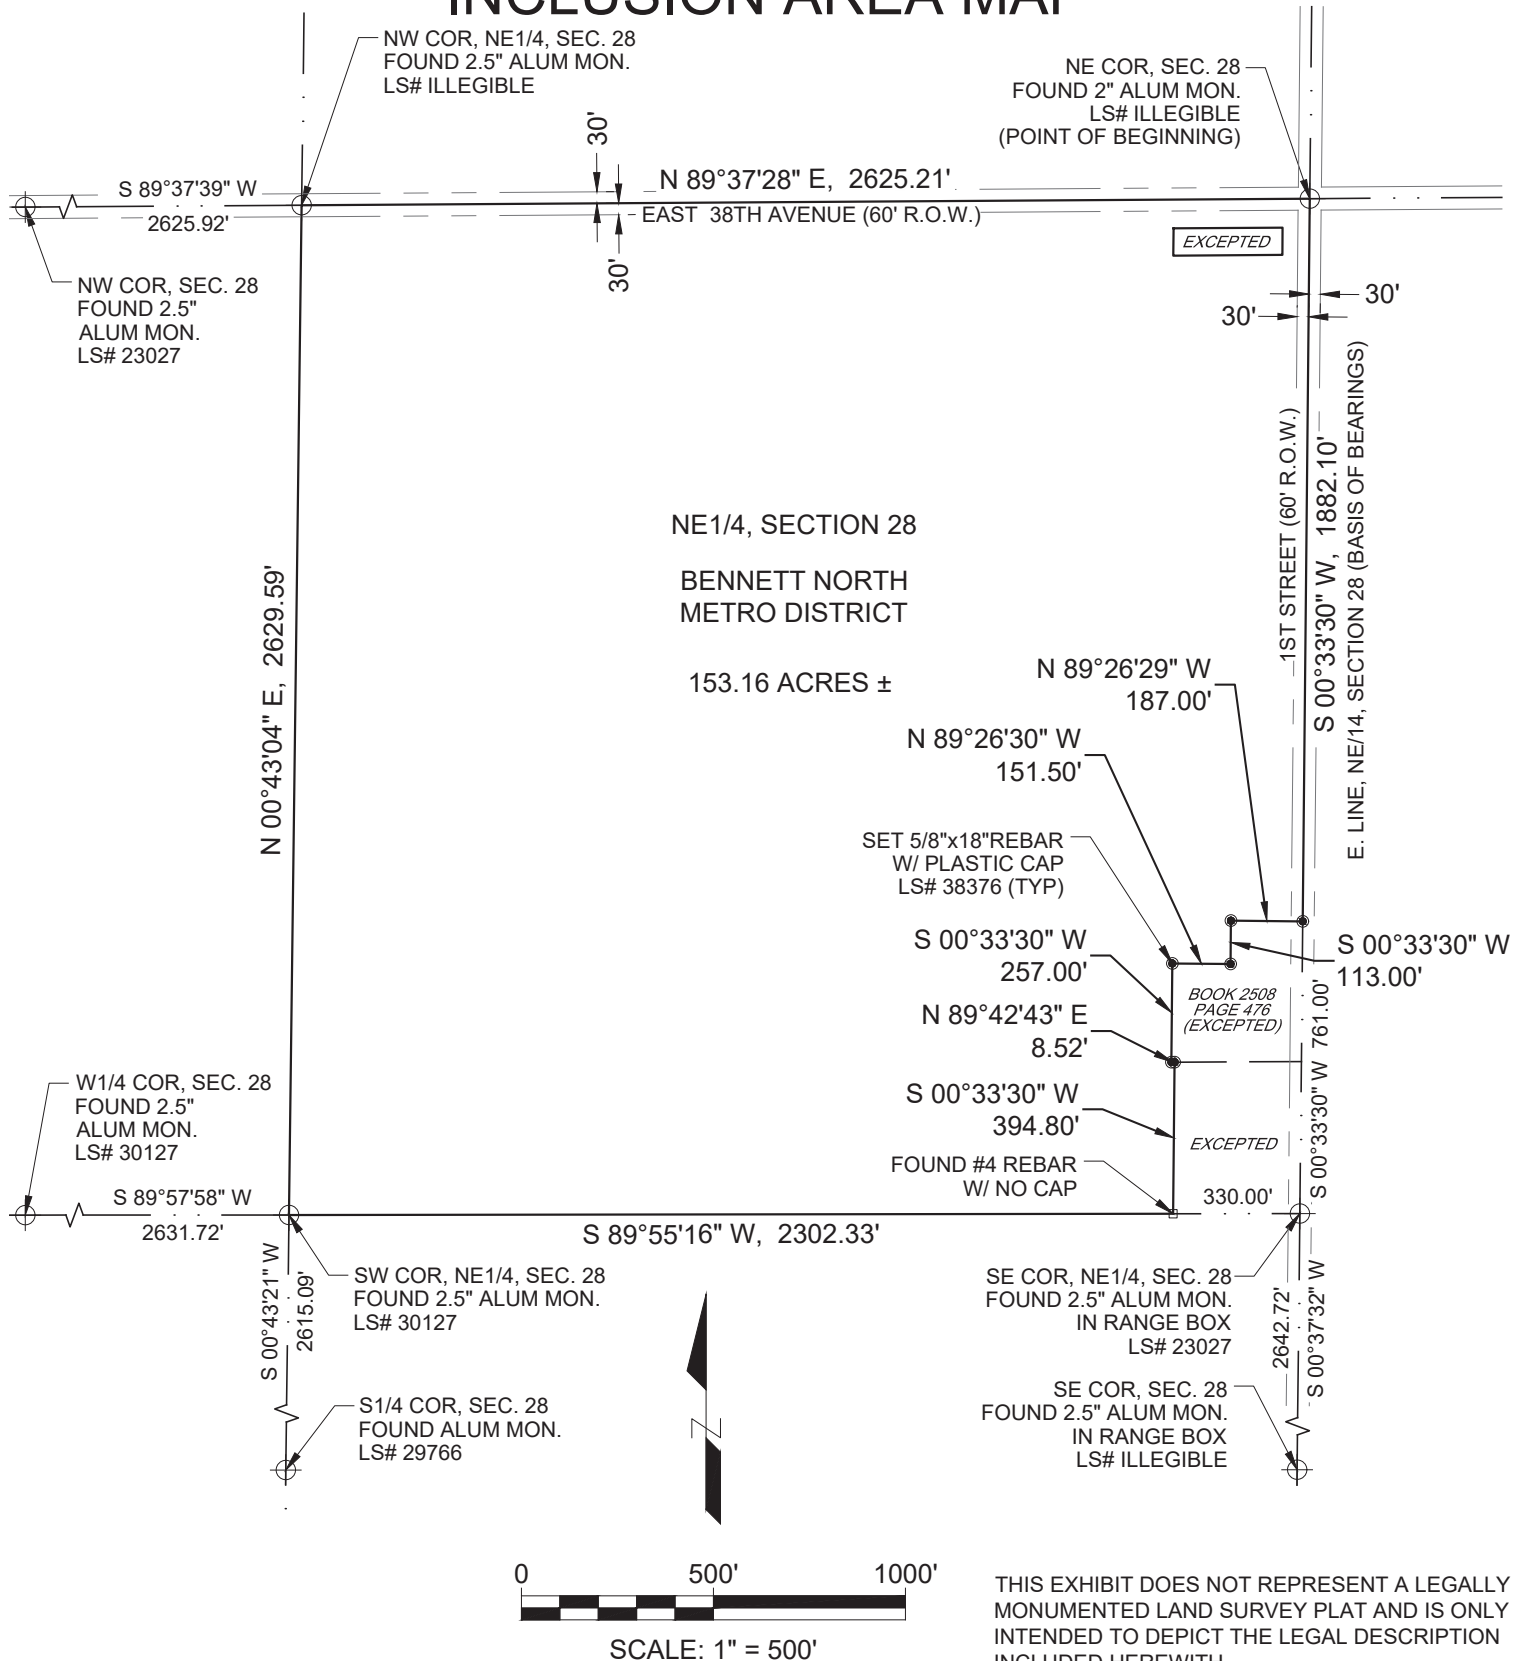 INCLUSION AREA MAP
NW COR, NE1/4, SEC. 28
FOUND 2.5" ALUM MON.
LS# ILLEGIBLE
NE COR, SEC. 28
FOUND 2" ALUM MON.
LS# ILLEGIBLE
(POINT OF BEGINNING)
30'
S 89°37'39" W
2625.92'
N 89°37'28" E, 2625.21'
EAST 38TH AVENUE (60' R.O.W.)
30'
EXCEPTED
NW COR, SEC. 28
FOUND 2.5"
ALUM MON.
LS# 23027
30'
30'
1ST STREET (60' R.O.W.)
S 00°33'30" W, 1882.10'
E. LINE, NE/14, SECTION 28 (BASIS OF BEARINGS)
NE1/4, SECTION 28
BENNETT NORTH
METRO DISTRICT
153.16 ACRES ±
N 00°43'04" E, 2629.59'
N 89°26'29" W
187.00'
N 89°26'30" W
151.50'
SET 5/8"x18"REBAR
W/ PLASTIC CAP
LS# 38376 (TYP)
S 00°33'30" W
257.00'
S 00°33'30" W
113.00'
BOOK 2508
PAGE 476
(EXCEPTED)
N 89°42'43" E
8.52'
S 00°33'30" W 761.00'
S 00°33'30" W
394.80'
EXCEPTED
FOUND #4 REBAR
W/ NO CAP
330.00'
W1/4 COR, SEC. 28
FOUND 2.5"
ALUM MON.
LS# 30127
S 89°57'58" W
2631.72'
S 89°55'16" W, 2302.33'
S 00°43'21" W
2615.09'
SW COR, NE1/4, SEC. 28
FOUND 2.5" ALUM MON.
LS# 30127
SE COR, NE1/4, SEC. 28
FOUND 2.5" ALUM MON.
IN RANGE BOX
LS# 23027
2642.72'
S 00°37'32" W
S1/4 COR, SEC. 28
FOUND ALUM MON.
LS# 29766
SE COR, SEC. 28
FOUND 2.5" ALUM MON.
IN RANGE BOX
LS# ILLEGIBLE
N
0 500' 1000'
SCALE: 1" = 500'
THIS EXHIBIT DOES NOT REPRESENT A LEGALLY
MONUMENTED LAND SURVEY PLAT AND IS ONLY
INTENDED TO DEPICT THE LEGAL DESCRIPTION
INCLUDED HEREWITH